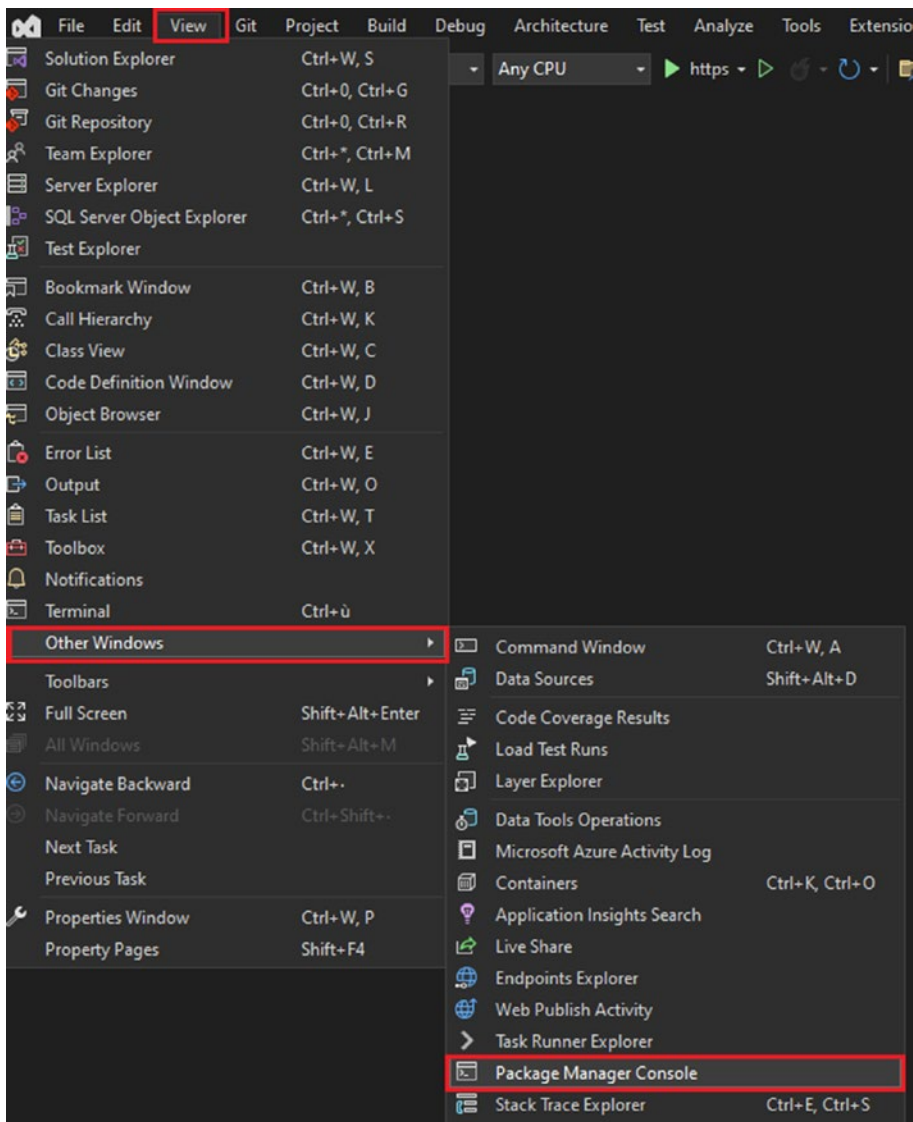 File Edit View Git Project Build Debug Architecture Test Analyze Tools Extensio
Any CPU https
Solution Explorer Ctrl+W, S
Git Changes Ctrl+0, Ctrl+G
Git Repository Ctrl+0, Ctrl+R
Team Explorer Ctrl+*, Ctrl+M
Server Explorer Ctrl+W, L
SQL Server Object Explorer Ctrl+*, Ctrl+S
Test Explorer
Bookmark Window Ctrl+W, B
Call Hierarchy Ctrl+W, K
Class View Ctrl+W, C
Code Definition Window Ctrl+W, D
Object Browser Ctrl+W, J
Error List Ctrl+W, E
Output Ctrl+W, O
Task List Ctrl+W, T
Toolbox Ctrl+W, X
Notifications
Terminal Ctrl+ù
Other Windows
Toolbars
Full Screen Shift+Alt+Enter
All Windows Shift+Alt+M
Navigate Backward Ctrl+-
Navigate Forward Ctrl+Shift+-
Next Task
Previous Task
Properties Window Ctrl+W, P
Property Pages Shift+F4
Command Window Ctrl+W, A
Data Sources Shift+Alt+D
Code Coverage Results
Load Test Runs
Layer Explorer
Data Tools Operations
Microsoft Azure Activity Log
Containers Ctrl+K, Ctrl+O
Application Insights Search
Live Share
Endpoints Explorer
Web Publish Activity
Task Runner Explorer
Package Manager Console
Stack Trace Explorer Ctrl+E, Ctrl+S